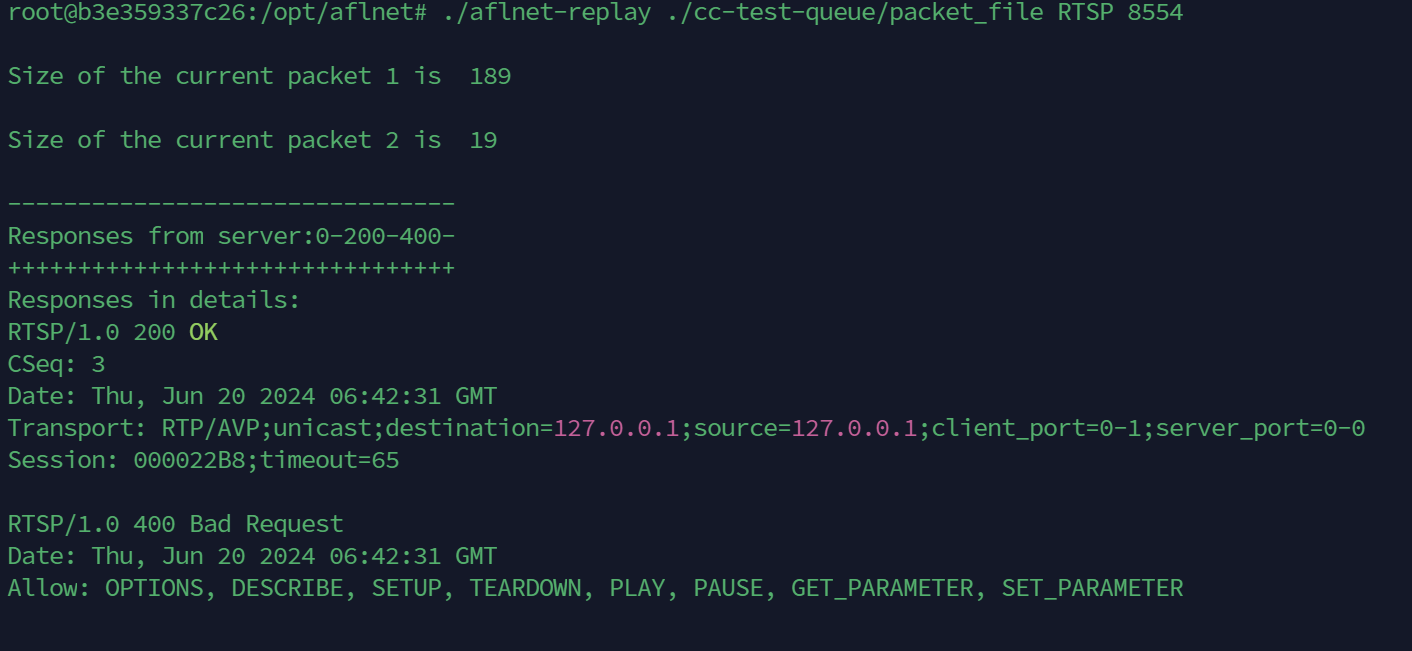 root@b3e359337c26:/opt/aflnet# ./aflnet-replay ./cc-test-queue/packet_file RTSP 8554
Size of the current packet 1 is  189
Size of the current packet 2 is  19
--------------------------------
Responses from server:0-200-400-
++++++++++++++++++++++++++++++++
Responses in details:
RTSP/1.0 200 OK
CSeq: 3
Date: Thu, Jun 20 2024 06:42:31 GMT
Transport: RTP/AVP;unicast;destination=127.0.0.1;source=127.0.0.1;client_port=0-1;server_port=0-0
Session: 000022B8;timeout=65
RTSP/1.0 400 Bad Request
Date: Thu, Jun 20 2024 06:42:31 GMT
Allow: OPTIONS, DESCRIBE, SETUP, TEARDOWN, PLAY, PAUSE, GET_PARAMETER, SET_PARAMETER